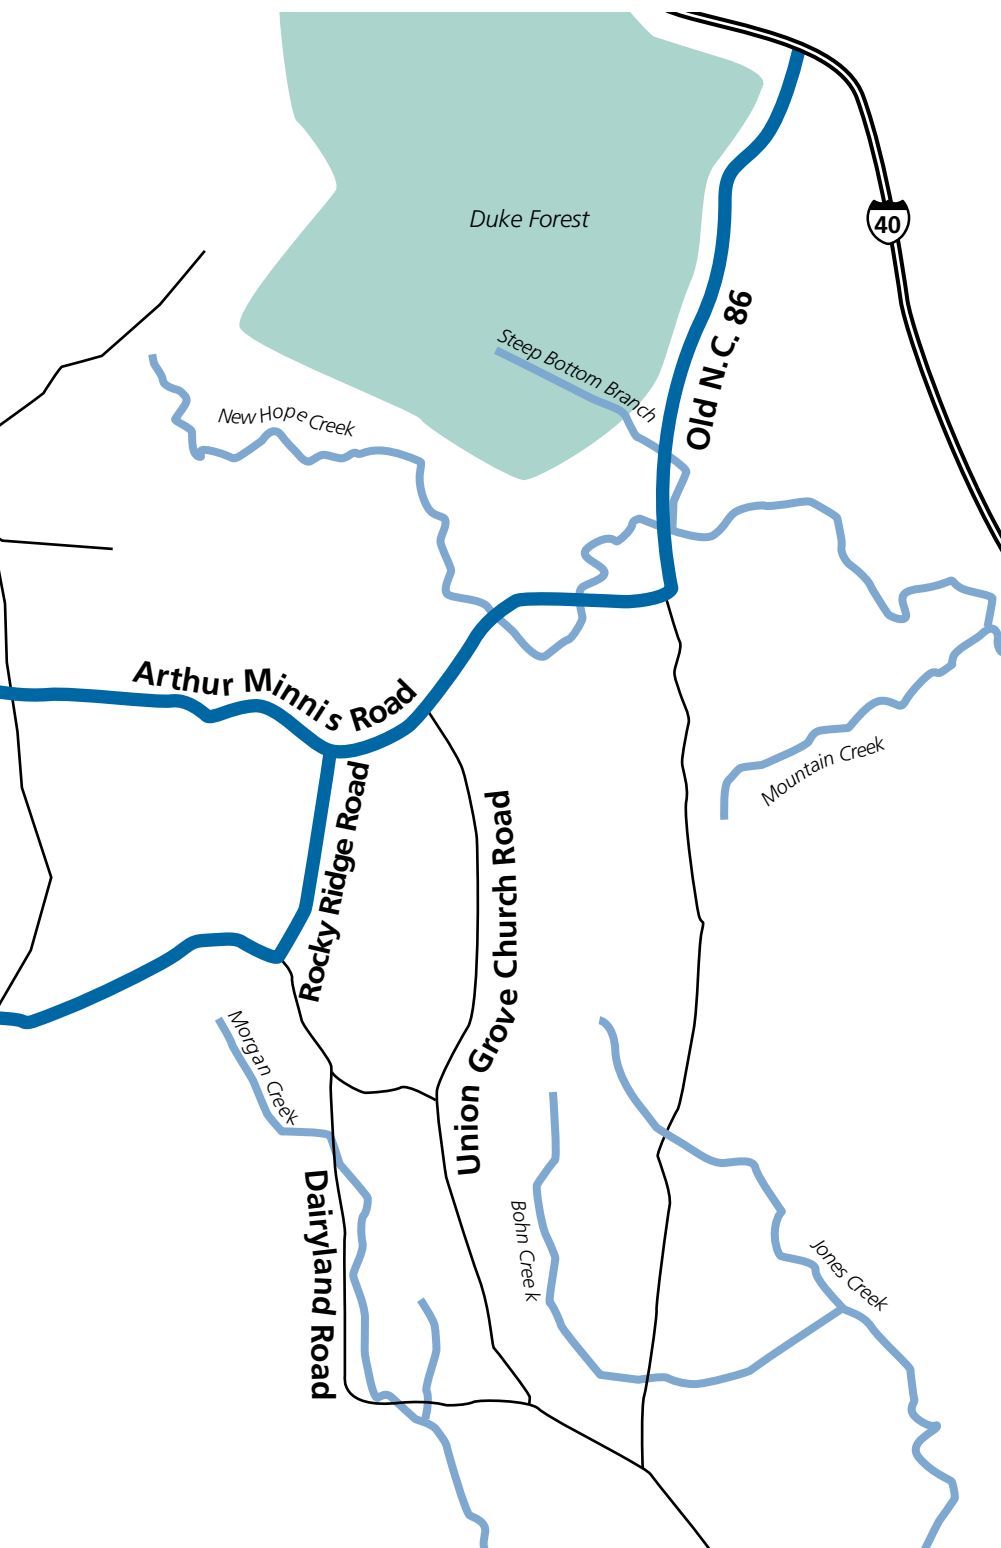 Duke Forest
40
Old N.C. 86
Steep Bottom Branch
New Hope Creek
Arthur Minnis Road
Mountain Creek
Rocky Ridge Road
Union Grove Church Road
Morgan Creek
Dairyland Road
Bohn Creek
Jones Creek